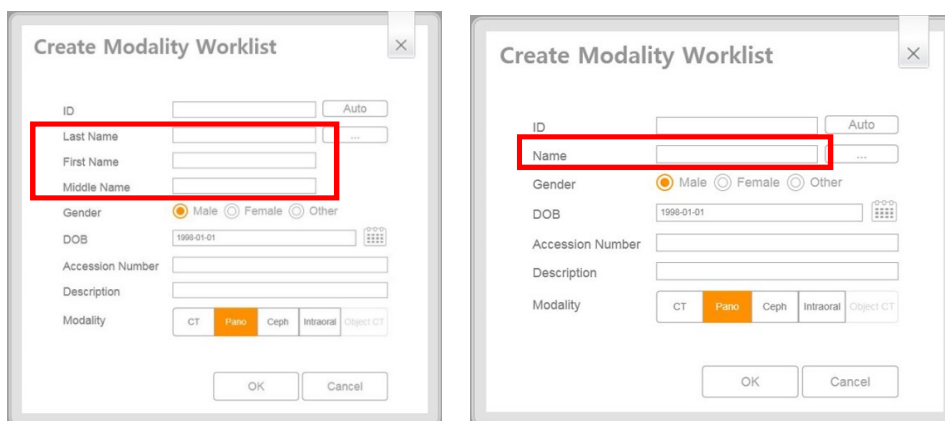 Create Modality Worklist
ID Auto
Last Name ...
First Name
Middle Name
Gender Male Female Other
DOB 1998-01-01
Accession Number
Description
Modality CT Pano Ceph Intraoral Object CT
OK Cancel
Create Modality Worklist
ID Auto
Name ...
Gender Male Female Other
DOB 1998-01-01
Accession Number
Description
Modality CT Pano Ceph Intraoral Object CT
OK Cancel